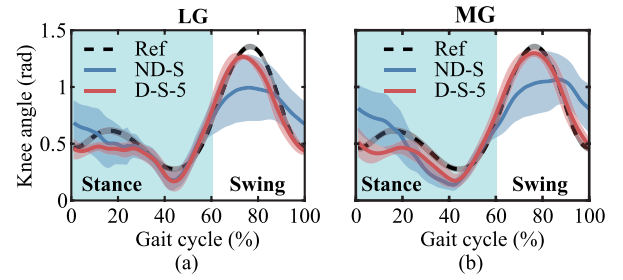 LG
1.5
1
0.5
0
Knee angle (rad)
Ref
ND-S
D-S-5
Stance
Swing
0 20 40 60 80 100
Gait cycle (%)
(a)
MG
Ref
ND-S
D-S-5
Stance
Swing
0 20 40 60 80 100
Gait cycle (%)
(b)